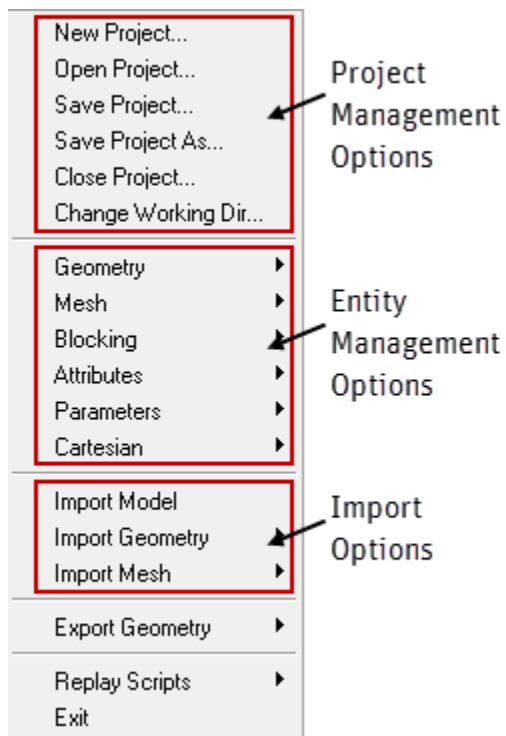 New Project...
Open Project...
Save Project...
Save Project As...
Close Project...
Change Working Dir...
Project
Management
Options
Geometry
Mesh
Blocking
Attributes
Parameters
Cartesian
Entity
Management
Options
Import Model
Import Geometry
Import Mesh
Import
Options
Export Geometry
Replay Scripts
Exit